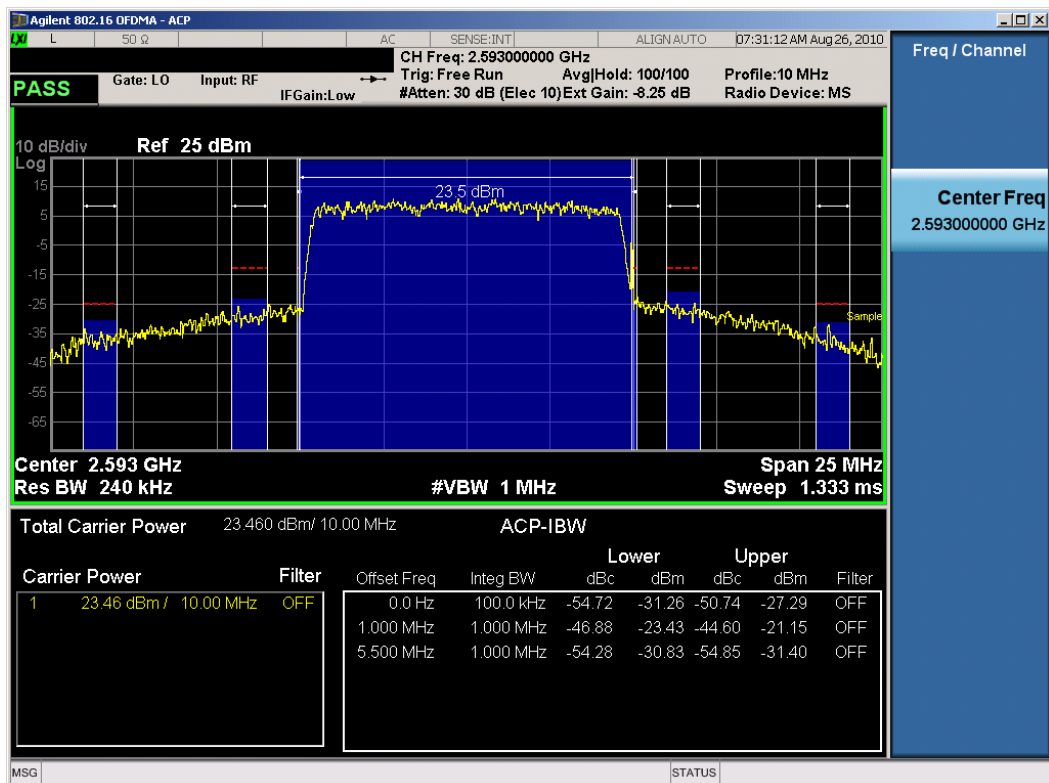 Agilent 802.16 OFDMA - ACP
LXI L 50 Ω AC SENSE:INT ALIGN AUTO 07:31:12 AM Aug 26, 2010
CH Freq: 2.593000000 GHz
PASS Gate: LO Input: RF Trig: Free Run Avg|Hold: 100/100 Profile:10 MHz
IFGain:Low #Atten: 30 dB (Elec 10) Ext Gain: -8.25 dB Radio Device: MS
Freq / Channel
Center Freq
2.593000000 GHz
10 dB/div Ref 25 dBm
Log
15
5
-5
-15
-25
-35
-45
-55
-65
23.5 dBm
Sample
Center 2.593 GHz Span 25 MHz
Res BW 240 kHz #VBW 1 MHz Sweep 1.333 ms
Total Carrier Power 23.460 dBm/ 10.00 MHz ACP-IBW
Lower Upper
Carrier Power Filter Offset Freq Integ BW dBc dBm dBc dBm Filter
1 23.46 dBm / 10.00 MHz OFF 0.0 Hz 100.0 kHz -54.72 -31.26 -50.74 -27.29 OFF
1.000 MHz 1.000 MHz -46.88 -23.43 -44.60 -21.15 OFF
5.500 MHz 1.000 MHz -54.28 -30.83 -54.85 -31.40 OFF
MSG STATUS